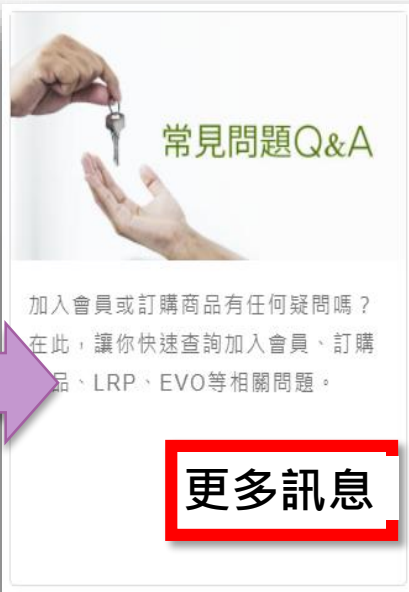 常見問題Q&A
加入會員或訂購商品有任何疑問嗎？
在此，讓你快速查詢加入會員、訂購
品、LRP、EVO等相關問題。
更多訊息